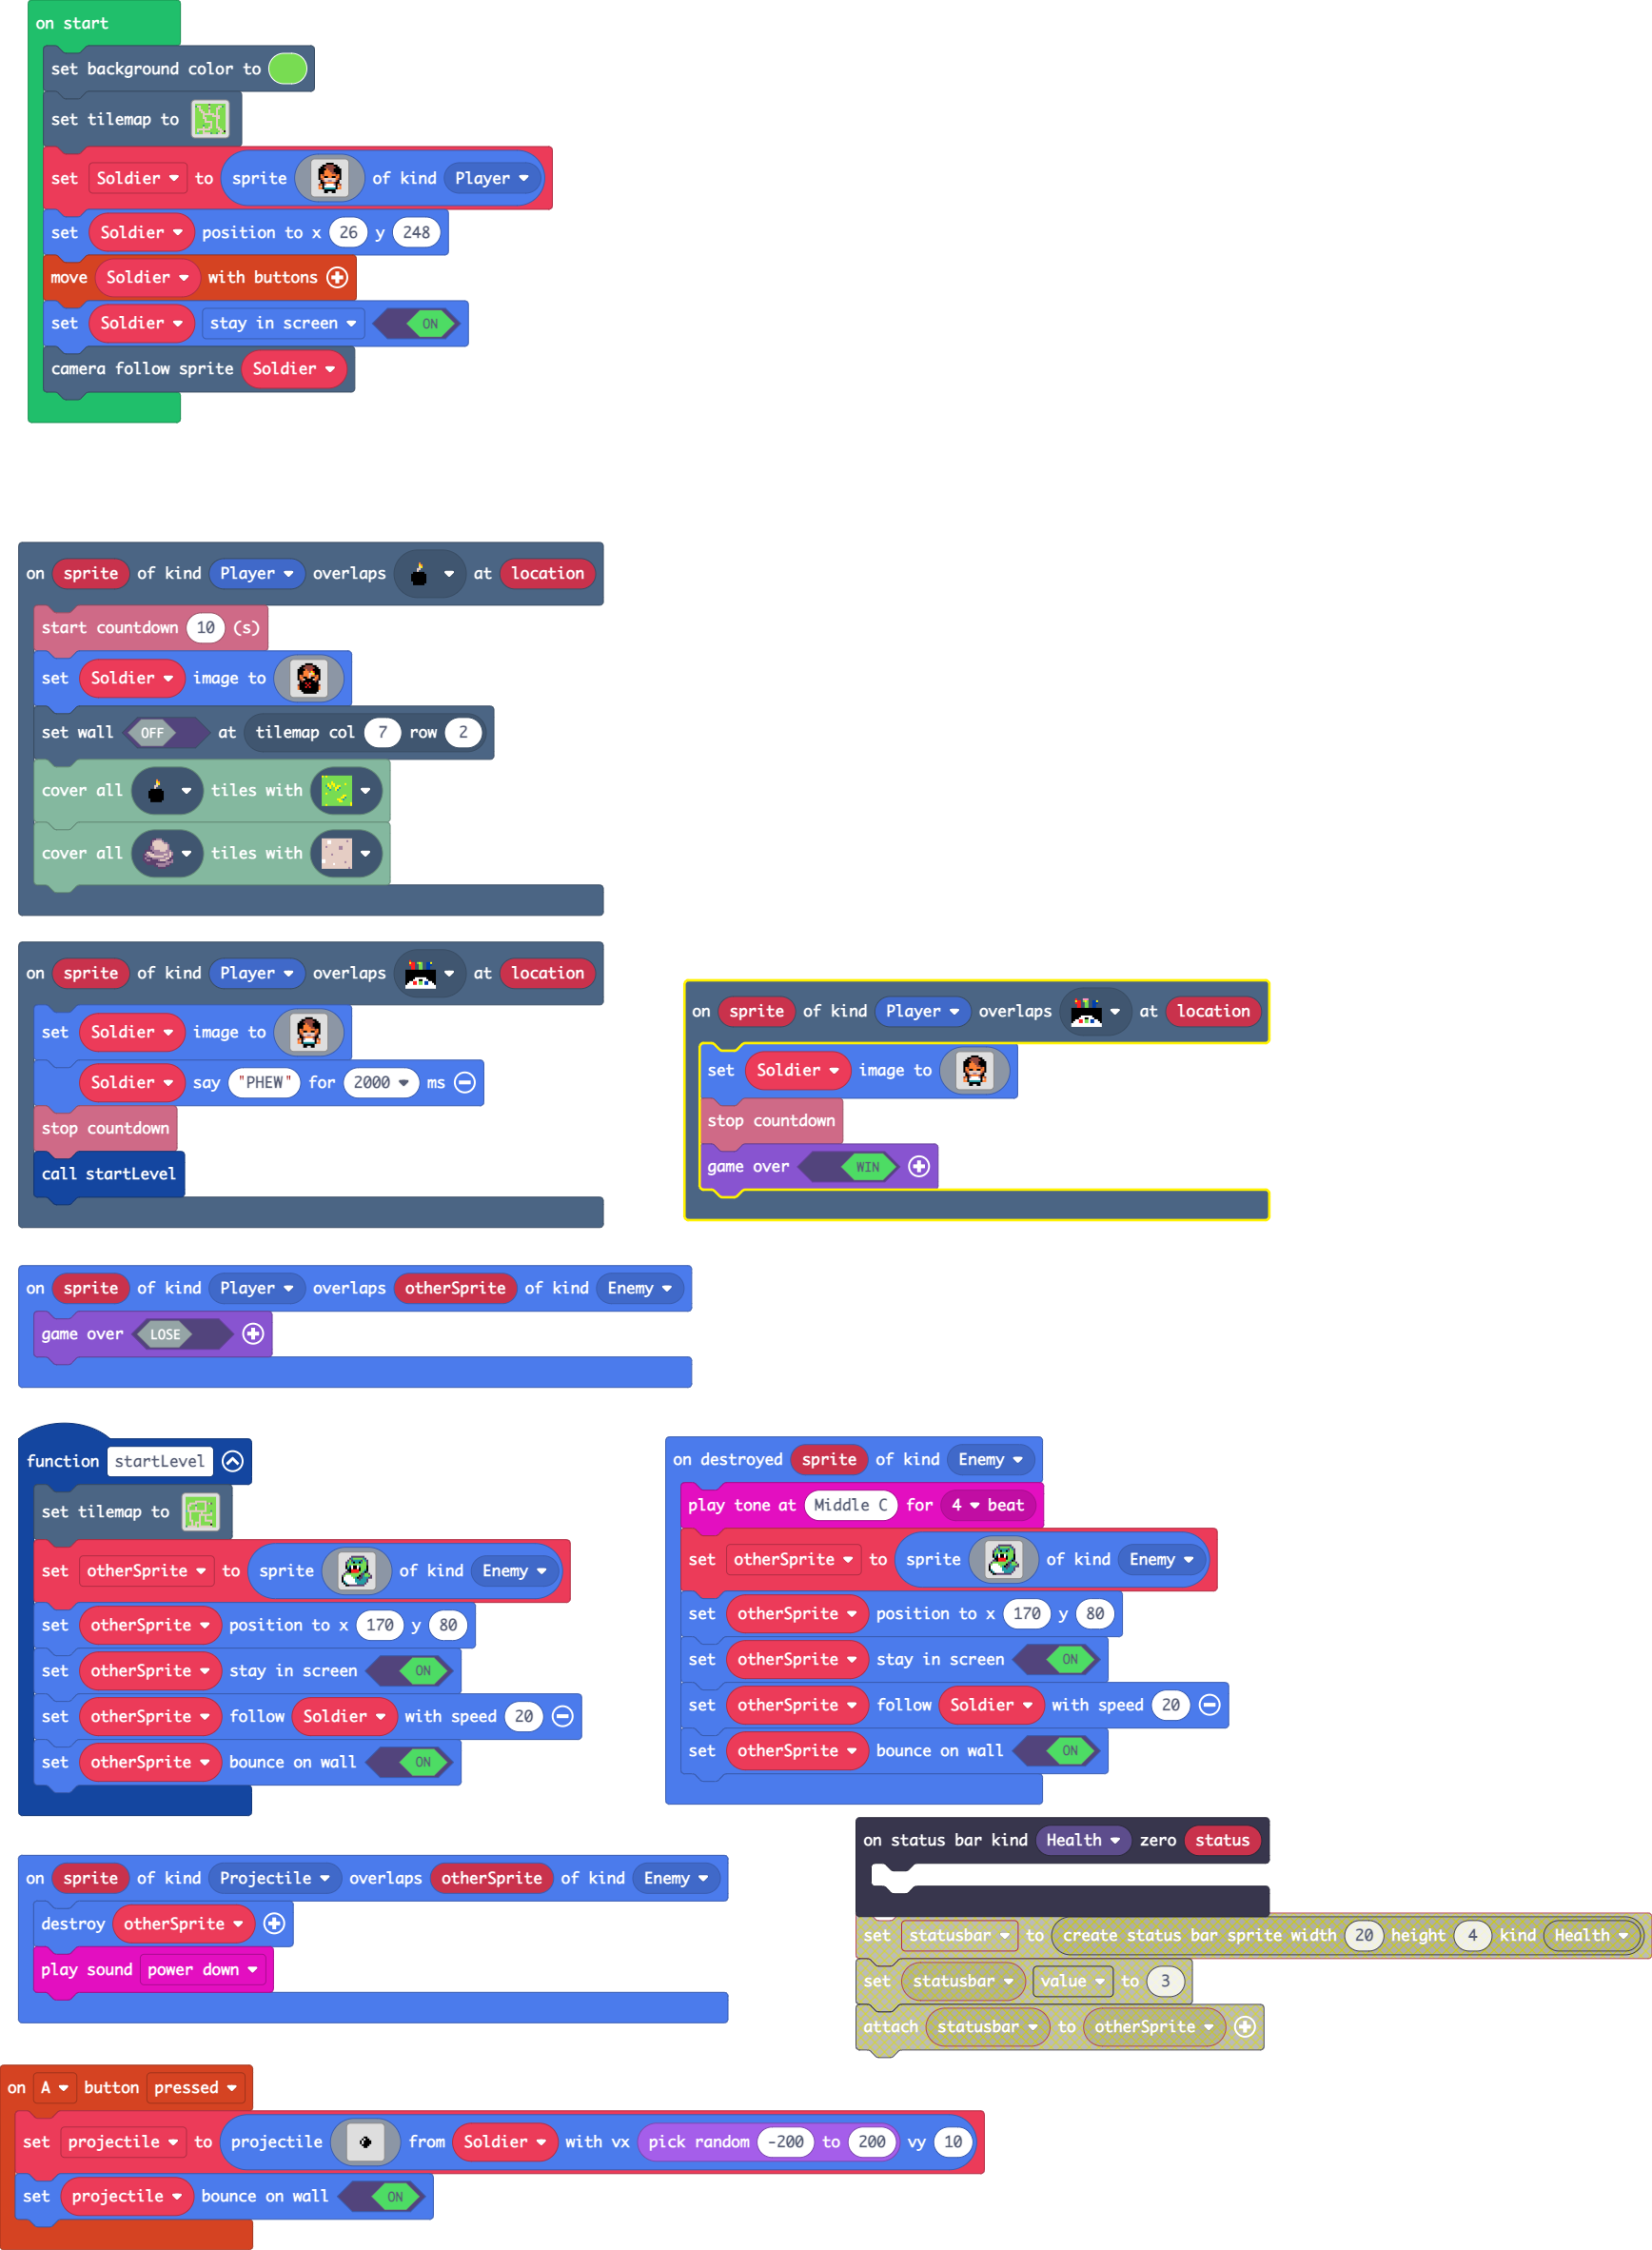 on start
set background color to
set tilemap to
set Soldier to sprite of kind Player
set Soldier position to x 26 y 248
move Soldier with buttons
set Soldier stay in screen ON
camera follow sprite Soldier
on sprite of kind Player overlaps at location
start countdown 10 (s)
set Soldier image to
set wall OFF at tilemap col 7 row 2
cover all tiles with
cover all tiles with
on sprite of kind Player overlaps at location
set Soldier image to
Soldier say "PHEW" for 2000 ms
stop countdown
call startLevel
on sprite of kind Player overlaps at location
set Soldier image to
stop countdown
game over WIN
on sprite of kind Player overlaps otherSprite of kind Enemy
game over LOSE
function startLevel
set tilemap to
set otherSprite to sprite of kind Enemy
set otherSprite position to x 170 y 80
set otherSprite stay in screen ON
set otherSprite follow Soldier with speed 20
set otherSprite bounce on wall ON
on destroyed sprite of kind Enemy
play tone at Middle C for 4 beat
set otherSprite to sprite of kind Enemy
set otherSprite position to x 170 y 80
set otherSprite stay in screen ON
set otherSprite follow Soldier with speed 20
set otherSprite bounce on wall ON
on status bar kind Health zero status
set statusbar to create status bar sprite width 20 height 4 kind Health
set statusbar value to 3
attach statusbar to otherSprite
on sprite of kind Projectile overlaps otherSprite of kind Enemy
destroy otherSprite
play sound power down
on A button pressed
set projectile to projectile from Soldier with vx pick random -200 to 200 vy 10
set projectile bounce on wall ON